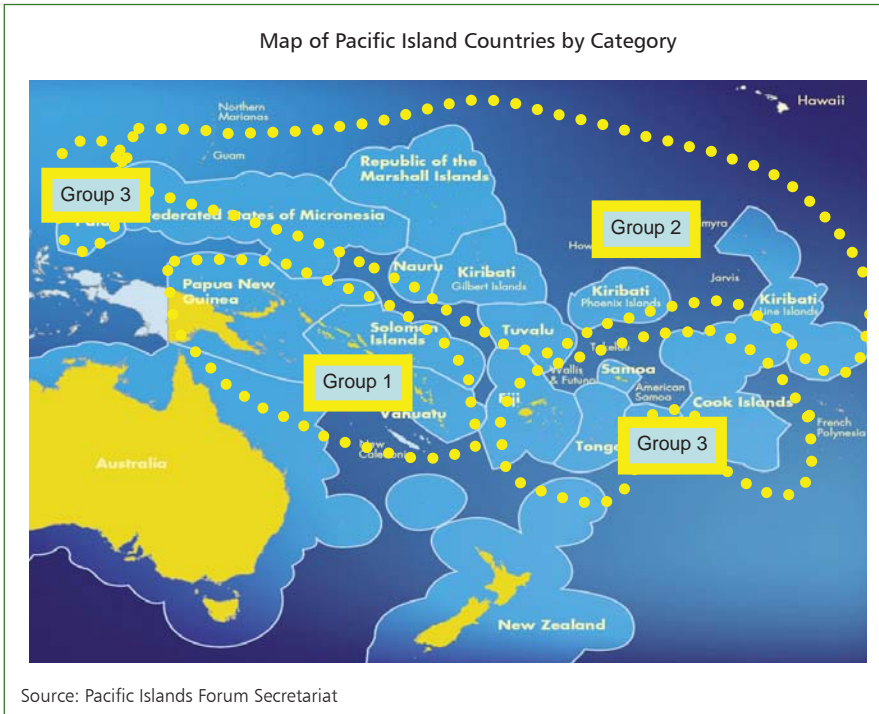 Map of Pacific Island Countries by Category
Northern
Marianas
Hawaii
Guam
Republic of the
Marshall Islands
Group 3
Federated States of Micronesia
Group 2
Nauru
Kiribati
Gilbert Islands
Jarvis
Papua New
Guinea
Kiribati
Phoenix Islands
Kiribati
Line Islands
Solomon
Islands
Tuvalu
Tokelau
Wallis
& Futuna
Samoa
American
Samoa
Group 1
Vanuatu
Fiji
Cook Islands
French
Polynesia
New
Caledonia
Tonga
Group 3
Australia
New Zealand
Source: Pacific Islands Forum Secretariat